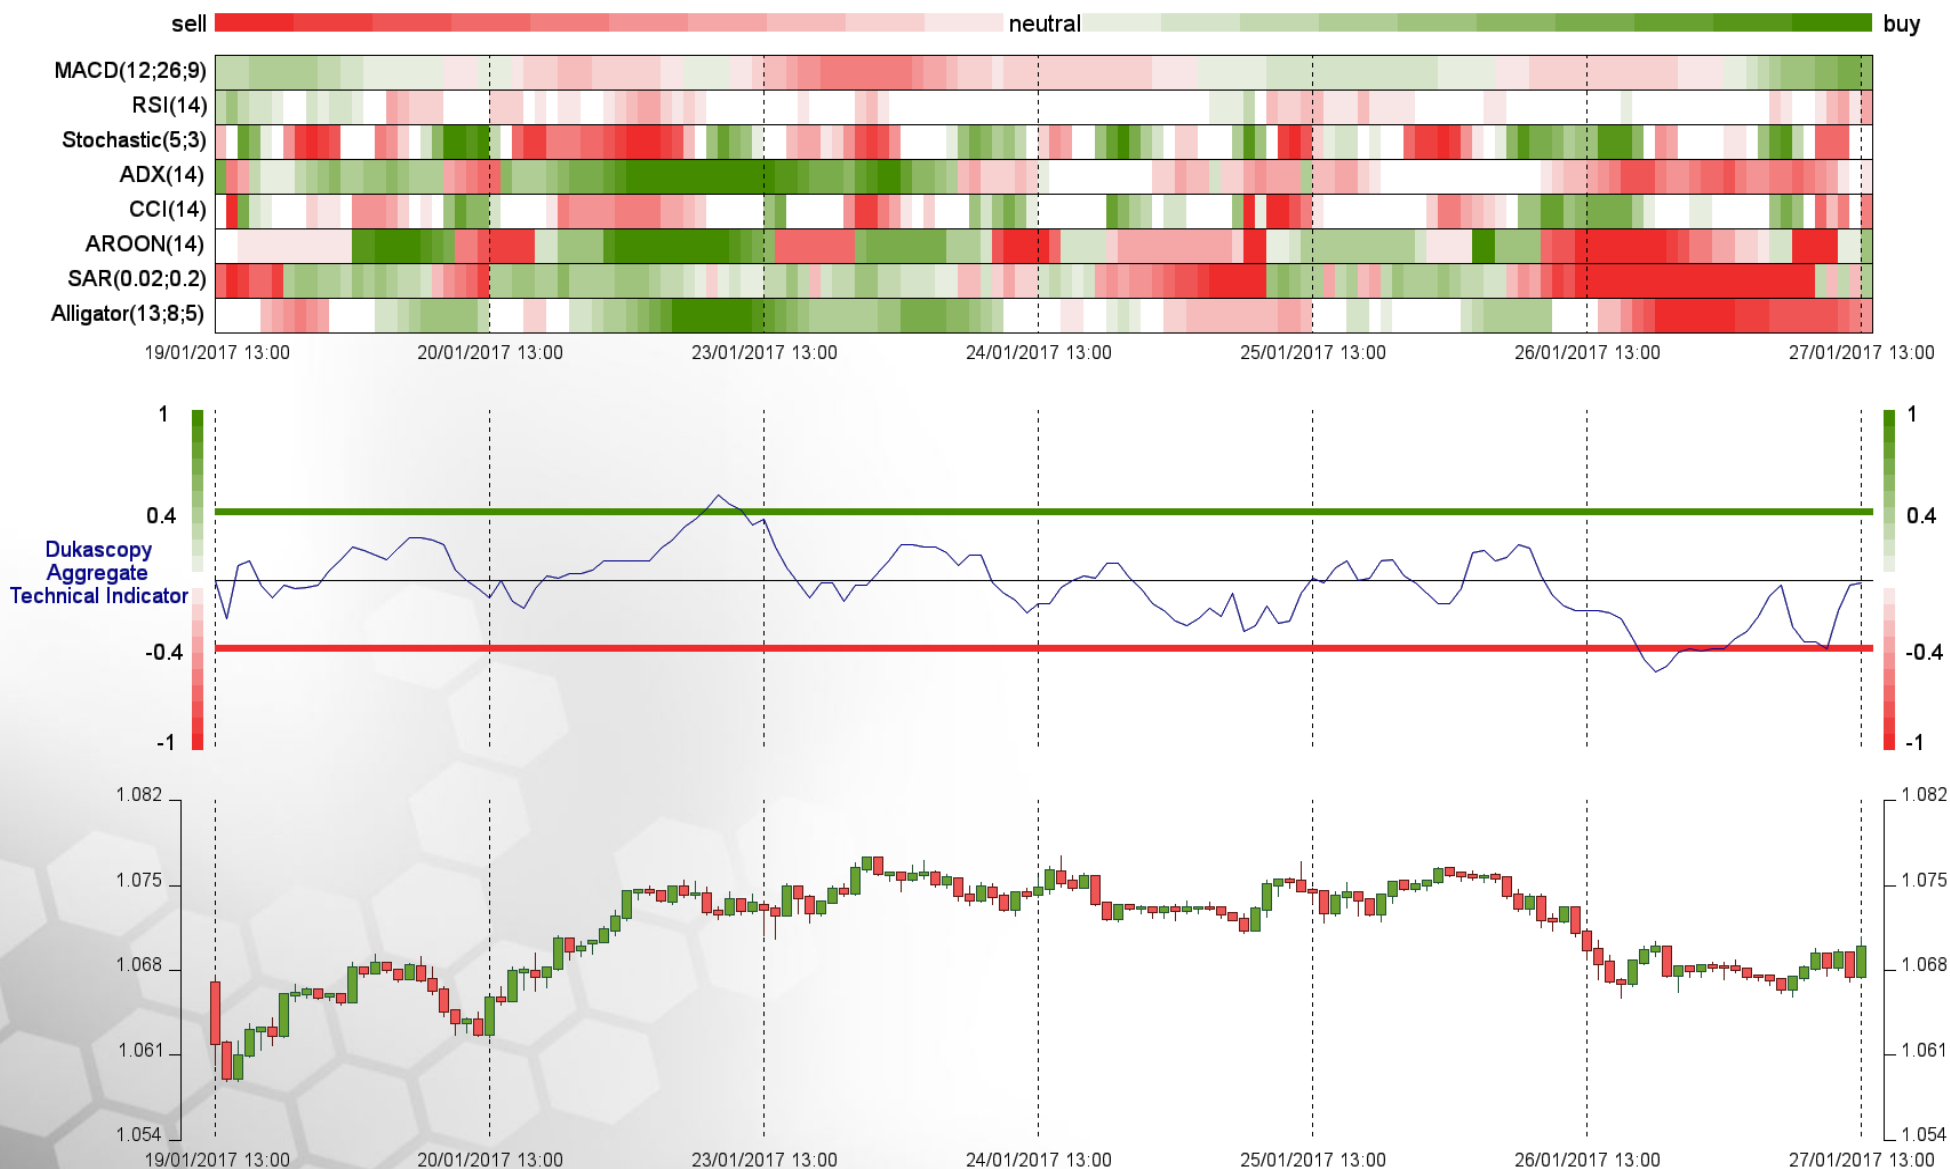 sell neutral buy
MACD(12;26;9)
RSI(14)
Stochastic(5;3)
ADX(14)
CCI(14)
AROON(14)
SAR(0.02;0.2)
Alligator(13;8;5)
19/01/2017 13:00 20/01/2017 13:00 23/01/2017 13:00 24/01/2017 13:00 25/01/2017 13:00 26/01/2017 13:00 27/01/2017 13:00
1 1
0.4 0.4
Dukascopy
Aggregate
Technical Indicator
-0.4 -0.4
-1 -1
1.082 1.082
1.075 1.075
1.068 1.068
1.061 1.061
1.054 1.054
19/01/2017 13:00 20/01/2017 13:00 23/01/2017 13:00 24/01/2017 13:00 25/01/2017 13:00 26/01/2017 13:00 27/01/2017 13:00